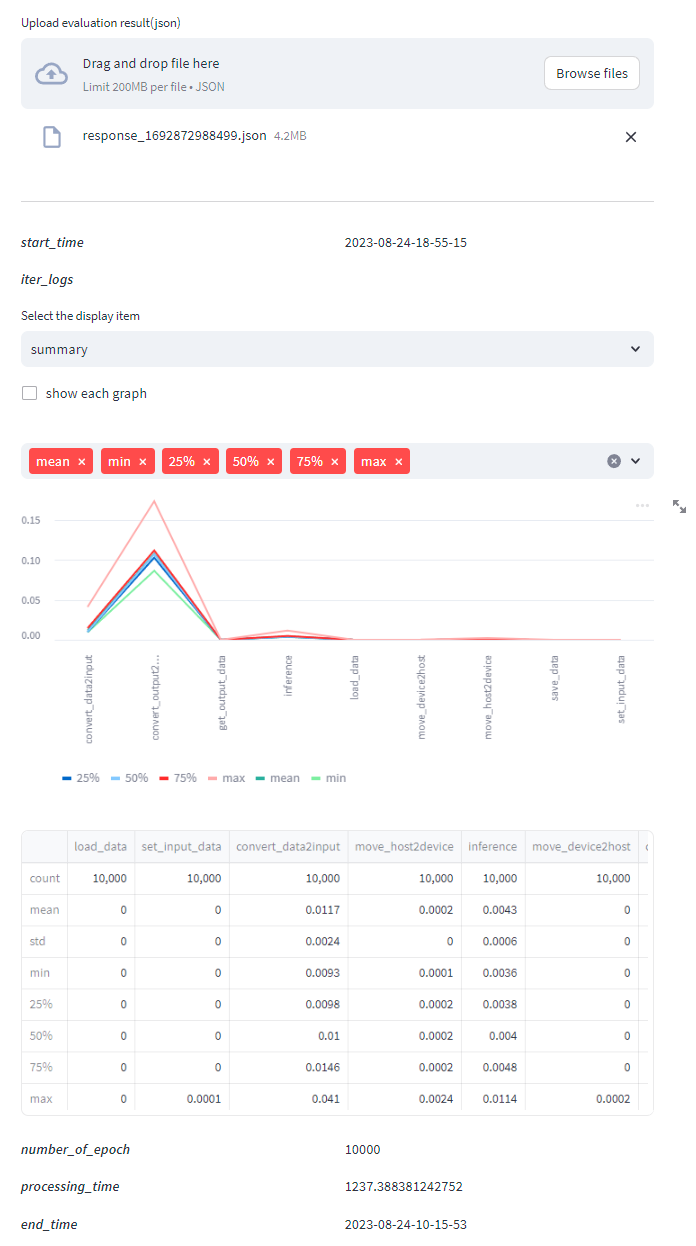 Upload evaluation result(json)
Drag and drop file here
Limit 200MB per file • JSON
Browse files
response_1692872988499.json 4.2MB
start_time 2023-08-24-18-55-15
iter_logs
Select the display item
summary
show each graph
mean × min × 25% × 50% × 75% × max ×
0.15
0.10
0.05
0.00
convert_data2input
convert_output2...
get_output_data
inference
load_data
move_device2host
move_host2device
save_data
set_input_data
25% 50% 75% max mean min
load_data set_input_data convert_data2input move_host2device inference move_device2host
count 10,000 10,000 10,000 10,000 10,000 10,000
mean 0 0 0.0117 0.0002 0.0043 0
std 0 0 0.0024 0 0.0006 0
min 0 0 0.0093 0.0001 0.0036 0
25% 0 0 0.0098 0.0002 0.0038 0
50% 0 0 0.01 0.0002 0.004 0
75% 0 0 0.0146 0.0002 0.0048 0
max 0 0.0001 0.041 0.0024 0.0114 0.0002
number_of_epoch 10000
processing_time 1237.388381242752
end_time 2023-08-24-10-15-53